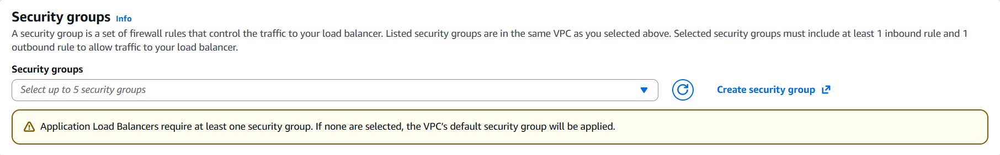 Security groups Info
A security group is a set of firewall rules that control the traffic to your load balancer. Listed security groups are in the same VPC as you selected above. Selected security groups must include at least 1 inbound rule and 1
outbound rule to allow traffic to your load balancer.
Security groups
Select up to 5 security groups
Create security group
Application Load Balancers require at least one security group. If none are selected, the VPC's default security group will be applied.